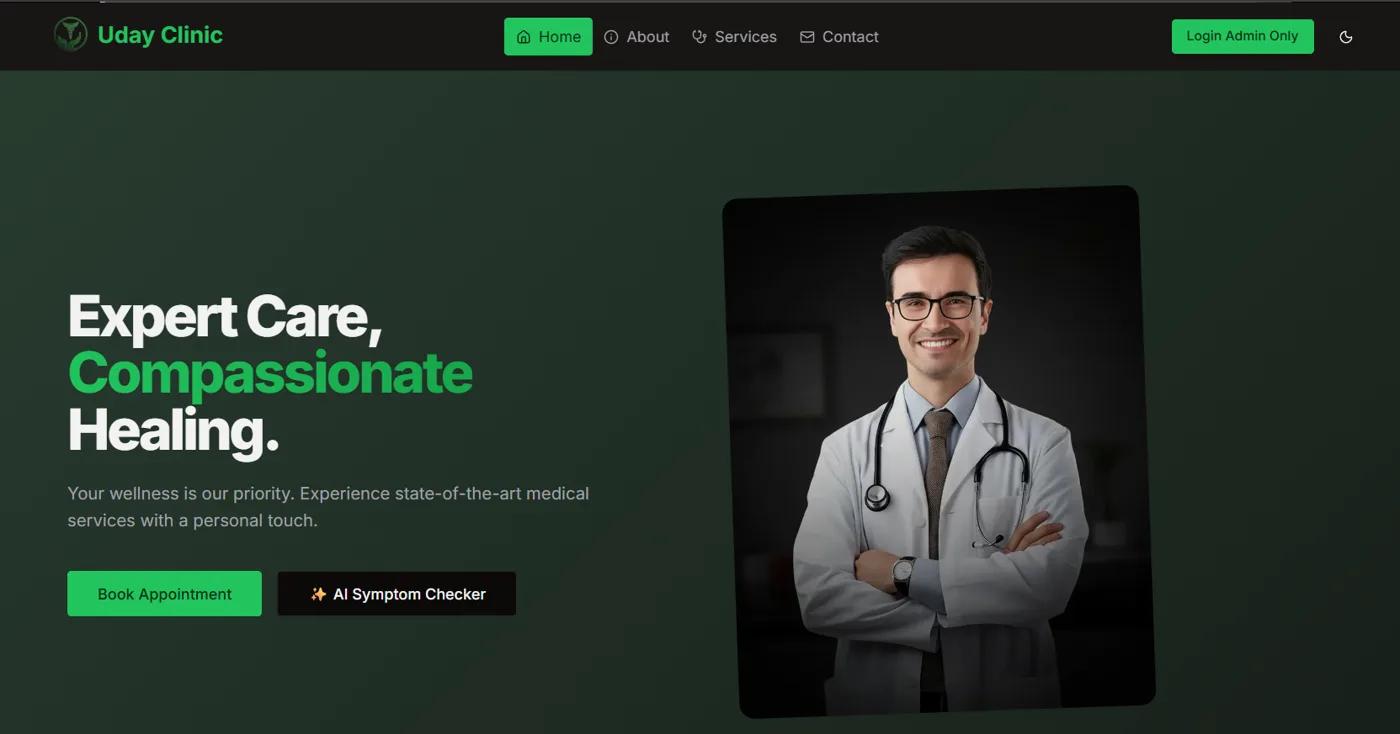 Uday Clinic
Home
About
Services
Contact
Login Admin Only
Expert Care,
Compassionate
Healing.
Your wellness is our priority. Experience state-of-the-art medical
services with a personal touch.
Book Appointment
✨ AI Symptom Checker